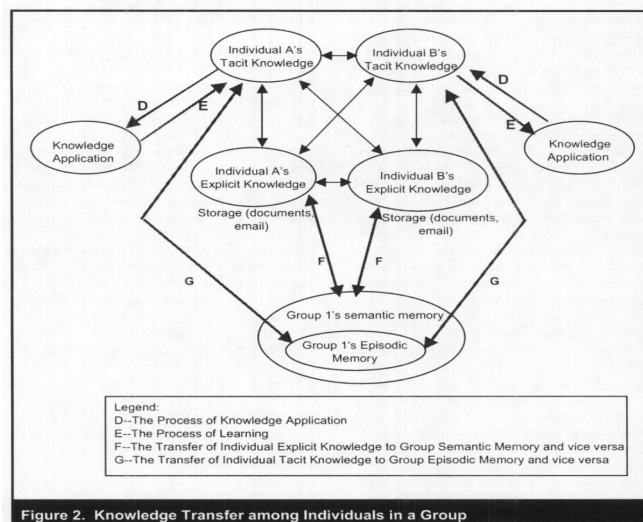 Individual A's
Tacit Knowledge
Individual B's
Tacit Knowledge
D
E
D
E
Knowledge
Application
Knowledge
Application
Individual A's
Explicit Knowledge
Individual B's
Explicit Knowledge
Storage (documents,
email)
Storage (documents,
email)
F
F
G
G
Group 1's semantic memory
Group 1's Episodic
Memory
Legend:
D--The Process of Knowledge Application
E--The Process of Learning
F--The Transfer of Individual Explicit Knowledge to Group Semantic Memory and vice versa
G--The Transfer of Individual Tacit Knowledge to Group Episodic Memory and vice versa
Figure 2. Knowledge Transfer among Individuals in a Group